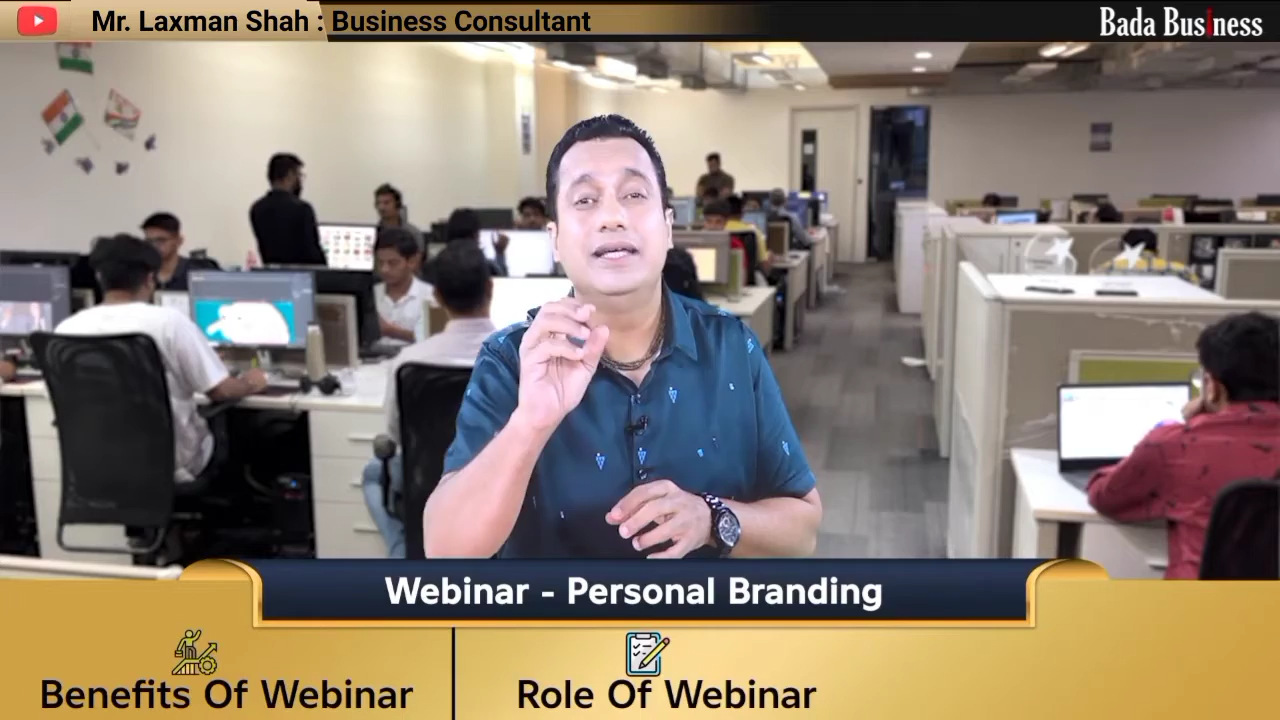 Mr. Laxman Shah : Business Consultant
Bada Business
Webinar - Personal Branding
Benefits Of Webinar
Role Of Webinar